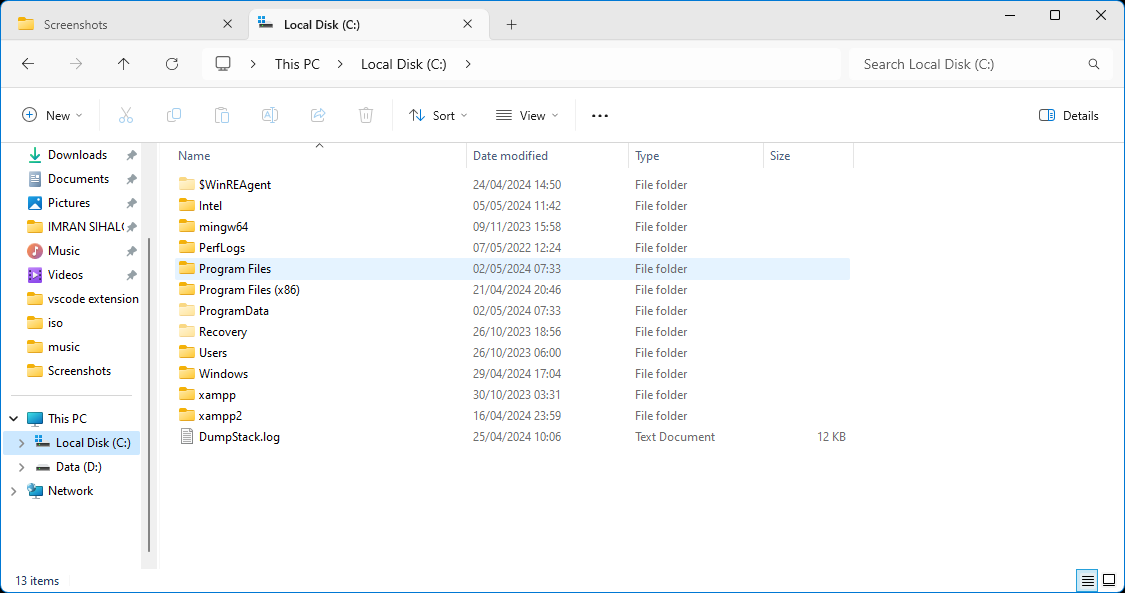 Screenshots
Local Disk (C:)
This PC
Local Disk (C:)
Search Local Disk (C:)
New
Sort
View
Details
Downloads
Documents
Pictures
IMRAN SIHALO
Music
Videos
vscode extension
iso
music
Screenshots
This PC
Local Disk (C:)
Data (D:)
Network
Name Date modified Type Size
$WinREAgent 24/04/2024 14:50 File folder
Intel 05/05/2024 11:42 File folder
mingw64 09/11/2023 15:58 File folder
PerfLogs 07/05/2022 12:24 File folder
Program Files 02/05/2024 07:33 File folder
Program Files (x86) 21/04/2024 20:46 File folder
ProgramData 02/05/2024 07:33 File folder
Recovery 26/10/2023 18:56 File folder
Users 26/10/2023 06:00 File folder
Windows 29/04/2024 17:04 File folder
xampp 30/10/2023 03:31 File folder
xampp2 16/04/2024 23:59 File folder
DumpStack.log 25/04/2024 10:06 Text Document 12 KB
13 items